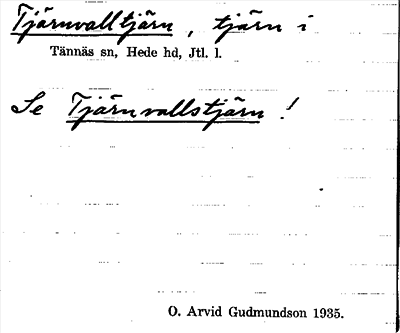 Tjärnvalltjärn, tjärn i
Tännäs sn, Hede hd, Jtl. l.
Se Tjärnvallstjärn!
O. Arvid Gudmundson 1935.